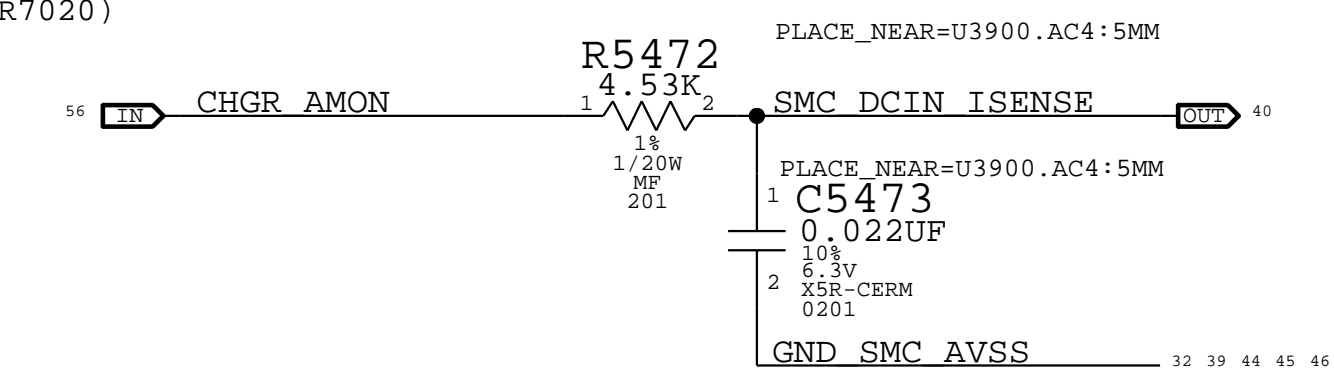 R7020)
PLACE_NEAR=U3900.AC4:5MM
R5472
4.53K
56 IN CHGR_AMON 1 2 SMC_DCIN_ISENSE OUT 40
1%
1/20W
MF
201
PLACE_NEAR=U3900.AC4:5MM
1 C5473
0.022UF
10%
6.3V
2 X5R-CERM
0201
GND_SMC_AVSS 32 39 44 45 46